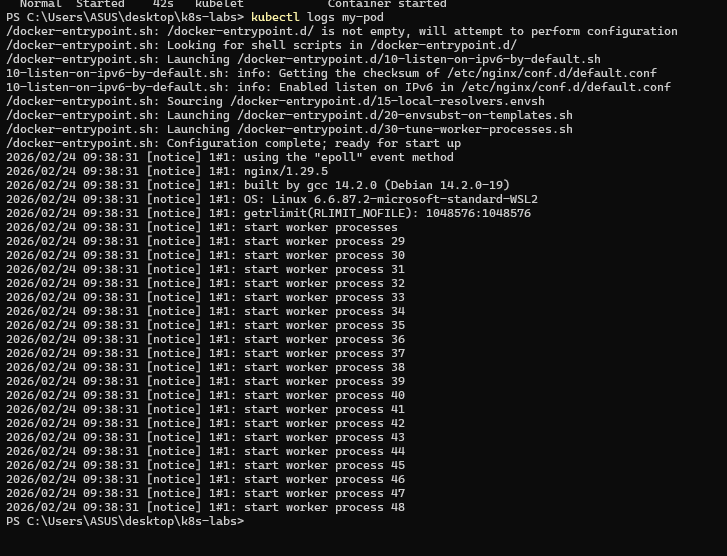 Normal  Started    42s   kubelet            Container started
PS C:\Users\ASUS\desktop\k8s-labs> kubectl logs my-pod
/docker-entrypoint.sh: /docker-entrypoint.d/ is not empty, will attempt to perform configuration
/docker-entrypoint.sh: Looking for shell scripts in /docker-entrypoint.d/
/docker-entrypoint.sh: Launching /docker-entrypoint.d/10-listen-on-ipv6-by-default.sh
10-listen-on-ipv6-by-default.sh: info: Getting the checksum of /etc/nginx/conf.d/default.conf
10-listen-on-ipv6-by-default.sh: info: Enabled listen on IPv6 in /etc/nginx/conf.d/default.conf
/docker-entrypoint.sh: Sourcing /docker-entrypoint.d/15-local-resolvers.envsh
/docker-entrypoint.sh: Launching /docker-entrypoint.d/20-envsubst-on-templates.sh
/docker-entrypoint.sh: Launching /docker-entrypoint.d/30-tune-worker-processes.sh
/docker-entrypoint.sh: Configuration complete; ready for start up
2026/02/24 09:38:31 [notice] 1#1: using the "epoll" event method
2026/02/24 09:38:31 [notice] 1#1: nginx/1.29.5
2026/02/24 09:38:31 [notice] 1#1: built by gcc 14.2.0 (Debian 14.2.0-19)
2026/02/24 09:38:31 [notice] 1#1: OS: Linux 6.6.87.2-microsoft-standard-WSL2
2026/02/24 09:38:31 [notice] 1#1: getrlimit(RLIMIT_NOFILE): 1048576:1048576
2026/02/24 09:38:31 [notice] 1#1: start worker processes
2026/02/24 09:38:31 [notice] 1#1: start worker process 29
2026/02/24 09:38:31 [notice] 1#1: start worker process 30
2026/02/24 09:38:31 [notice] 1#1: start worker process 31
2026/02/24 09:38:31 [notice] 1#1: start worker process 32
2026/02/24 09:38:31 [notice] 1#1: start worker process 33
2026/02/24 09:38:31 [notice] 1#1: start worker process 34
2026/02/24 09:38:31 [notice] 1#1: start worker process 35
2026/02/24 09:38:31 [notice] 1#1: start worker process 36
2026/02/24 09:38:31 [notice] 1#1: start worker process 37
2026/02/24 09:38:31 [notice] 1#1: start worker process 38
2026/02/24 09:38:31 [notice] 1#1: start worker process 39
2026/02/24 09:38:31 [notice] 1#1: start worker process 40
2026/02/24 09:38:31 [notice] 1#1: start worker process 41
2026/02/24 09:38:31 [notice] 1#1: start worker process 42
2026/02/24 09:38:31 [notice] 1#1: start worker process 43
2026/02/24 09:38:31 [notice] 1#1: start worker process 44
2026/02/24 09:38:31 [notice] 1#1: start worker process 45
2026/02/24 09:38:31 [notice] 1#1: start worker process 46
2026/02/24 09:38:31 [notice] 1#1: start worker process 47
2026/02/24 09:38:31 [notice] 1#1: start worker process 48
PS C:\Users\ASUS\desktop\k8s-labs>